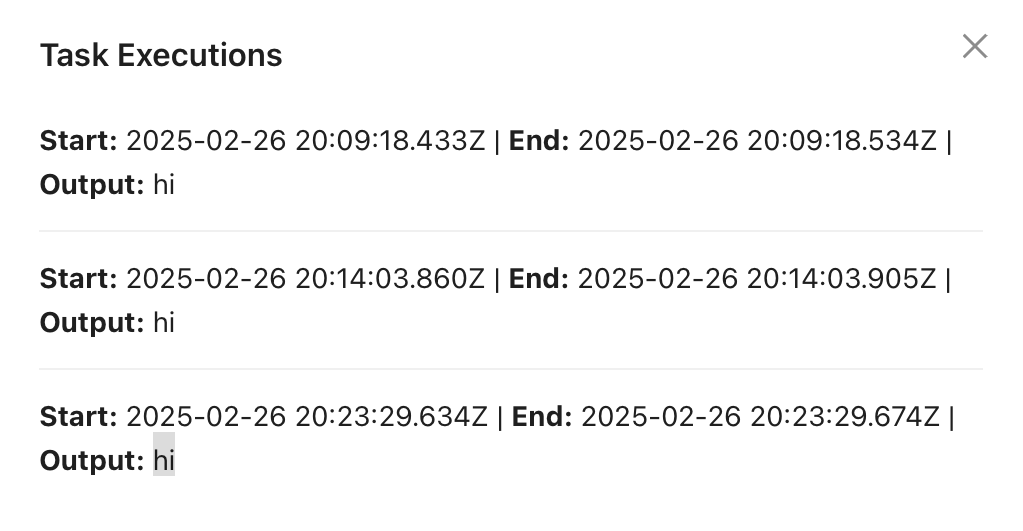 Task Executions
Start: 2025-02-26 20:09:18.433Z | End: 2025-02-26 20:09:18.534Z |
Output: hi
Start: 2025-02-26 20:14:03.860Z | End: 2025-02-26 20:14:03.905Z |
Output: hi
Start: 2025-02-26 20:23:29.634Z | End: 2025-02-26 20:23:29.674Z |
Output: hi